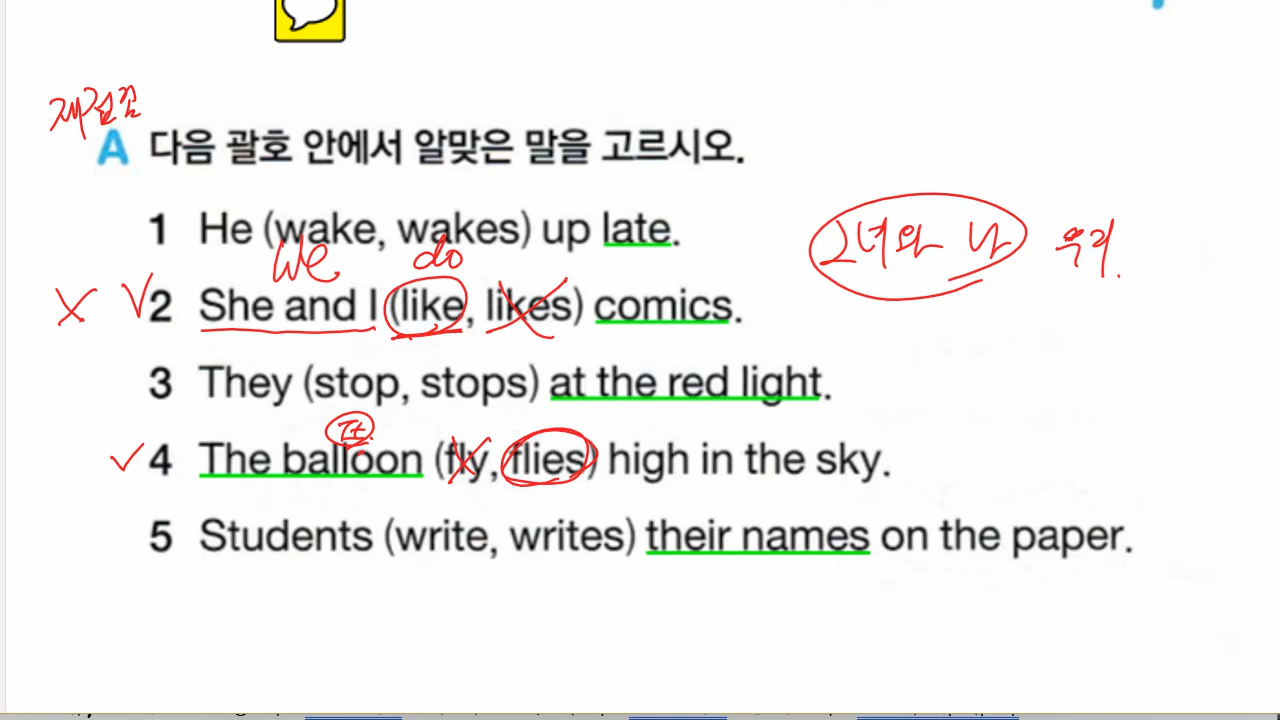 재점검
A 다음 괄호 안에서 알맞은 말을 고르시오.
1 He (wake, wakes) up late.
그녀와 나 우리.
we do
2 She and I (like, likes) comics.
3 They (stop, stops) at the red light.
4 The balloon (fly, flies) high in the sky.
5 Students (write, writes) their names on the paper.